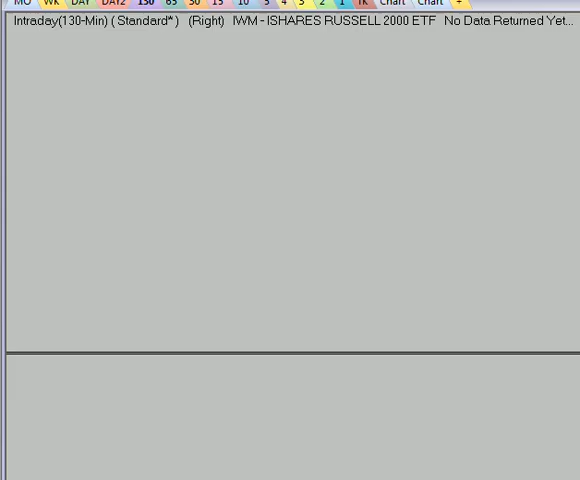 MO WK DAY DAY2 130 65 30 15 10 5 4 3 2 1 TK Chart Chart +
Intraday(130-Min) ( Standard* ) (Right) IWM - ISHARES RUSSELL 2000 ETF No Data Returned Yet...